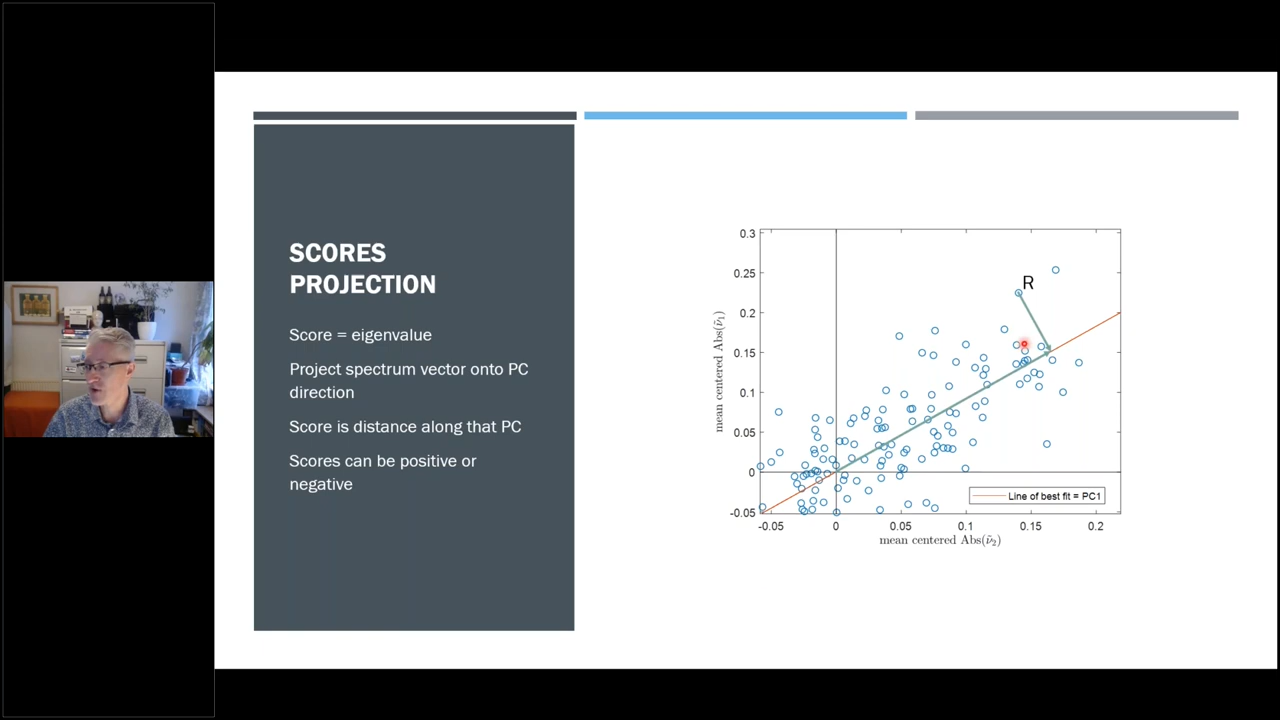 SCORES
PROJECTION
Score = eigenvalue
Project spectrum vector onto PC
direction
Score is distance along that PC
Scores can be positive or
negative
0.3
0.25
0.2
0.15
0.1
0.05
0
-0.05
mean centered Abs(ν̃₁)
R
Line of best fit = PC1
-0.05
0
0.05
0.1
0.15
0.2
mean centered Abs(ν̃₂)